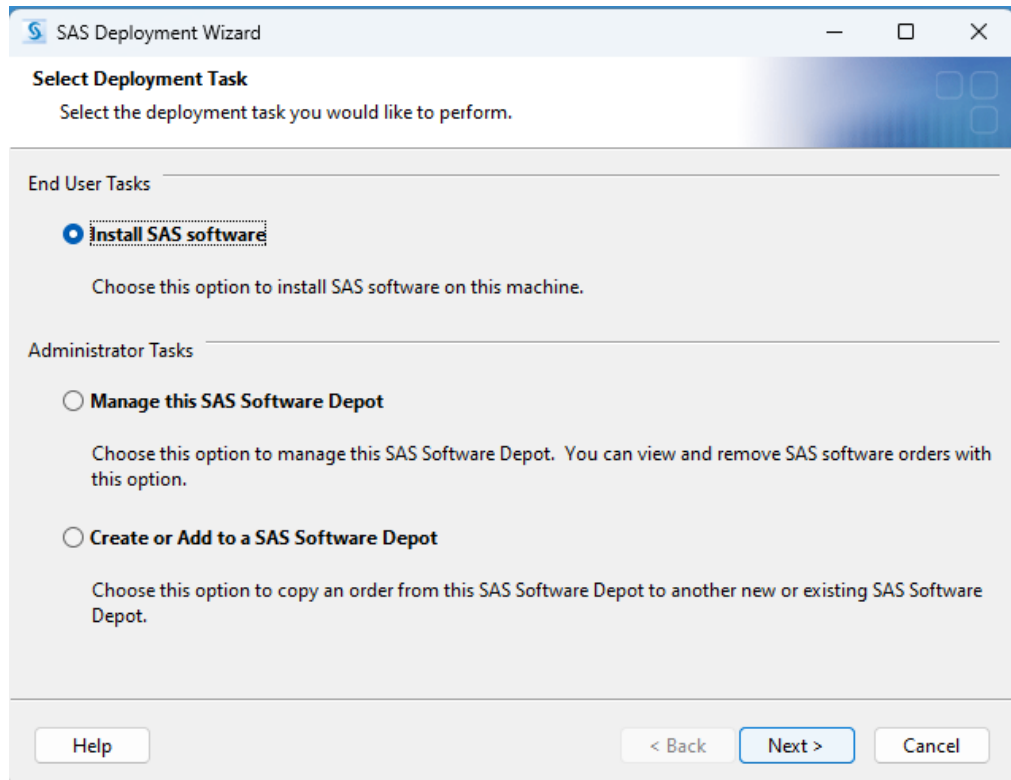 SAS Deployment Wizard
Select Deployment Task
Select the deployment task you would like to perform.
End User Tasks
Install SAS software
Choose this option to install SAS software on this machine.
Administrator Tasks
Manage this SAS Software Depot
Choose this option to manage this SAS Software Depot.  You can view and remove SAS software orders with
this option.
Create or Add to a SAS Software Depot
Choose this option to copy an order from this SAS Software Depot to another new or existing SAS Software
Depot.
Help
< Back
Next >
Cancel